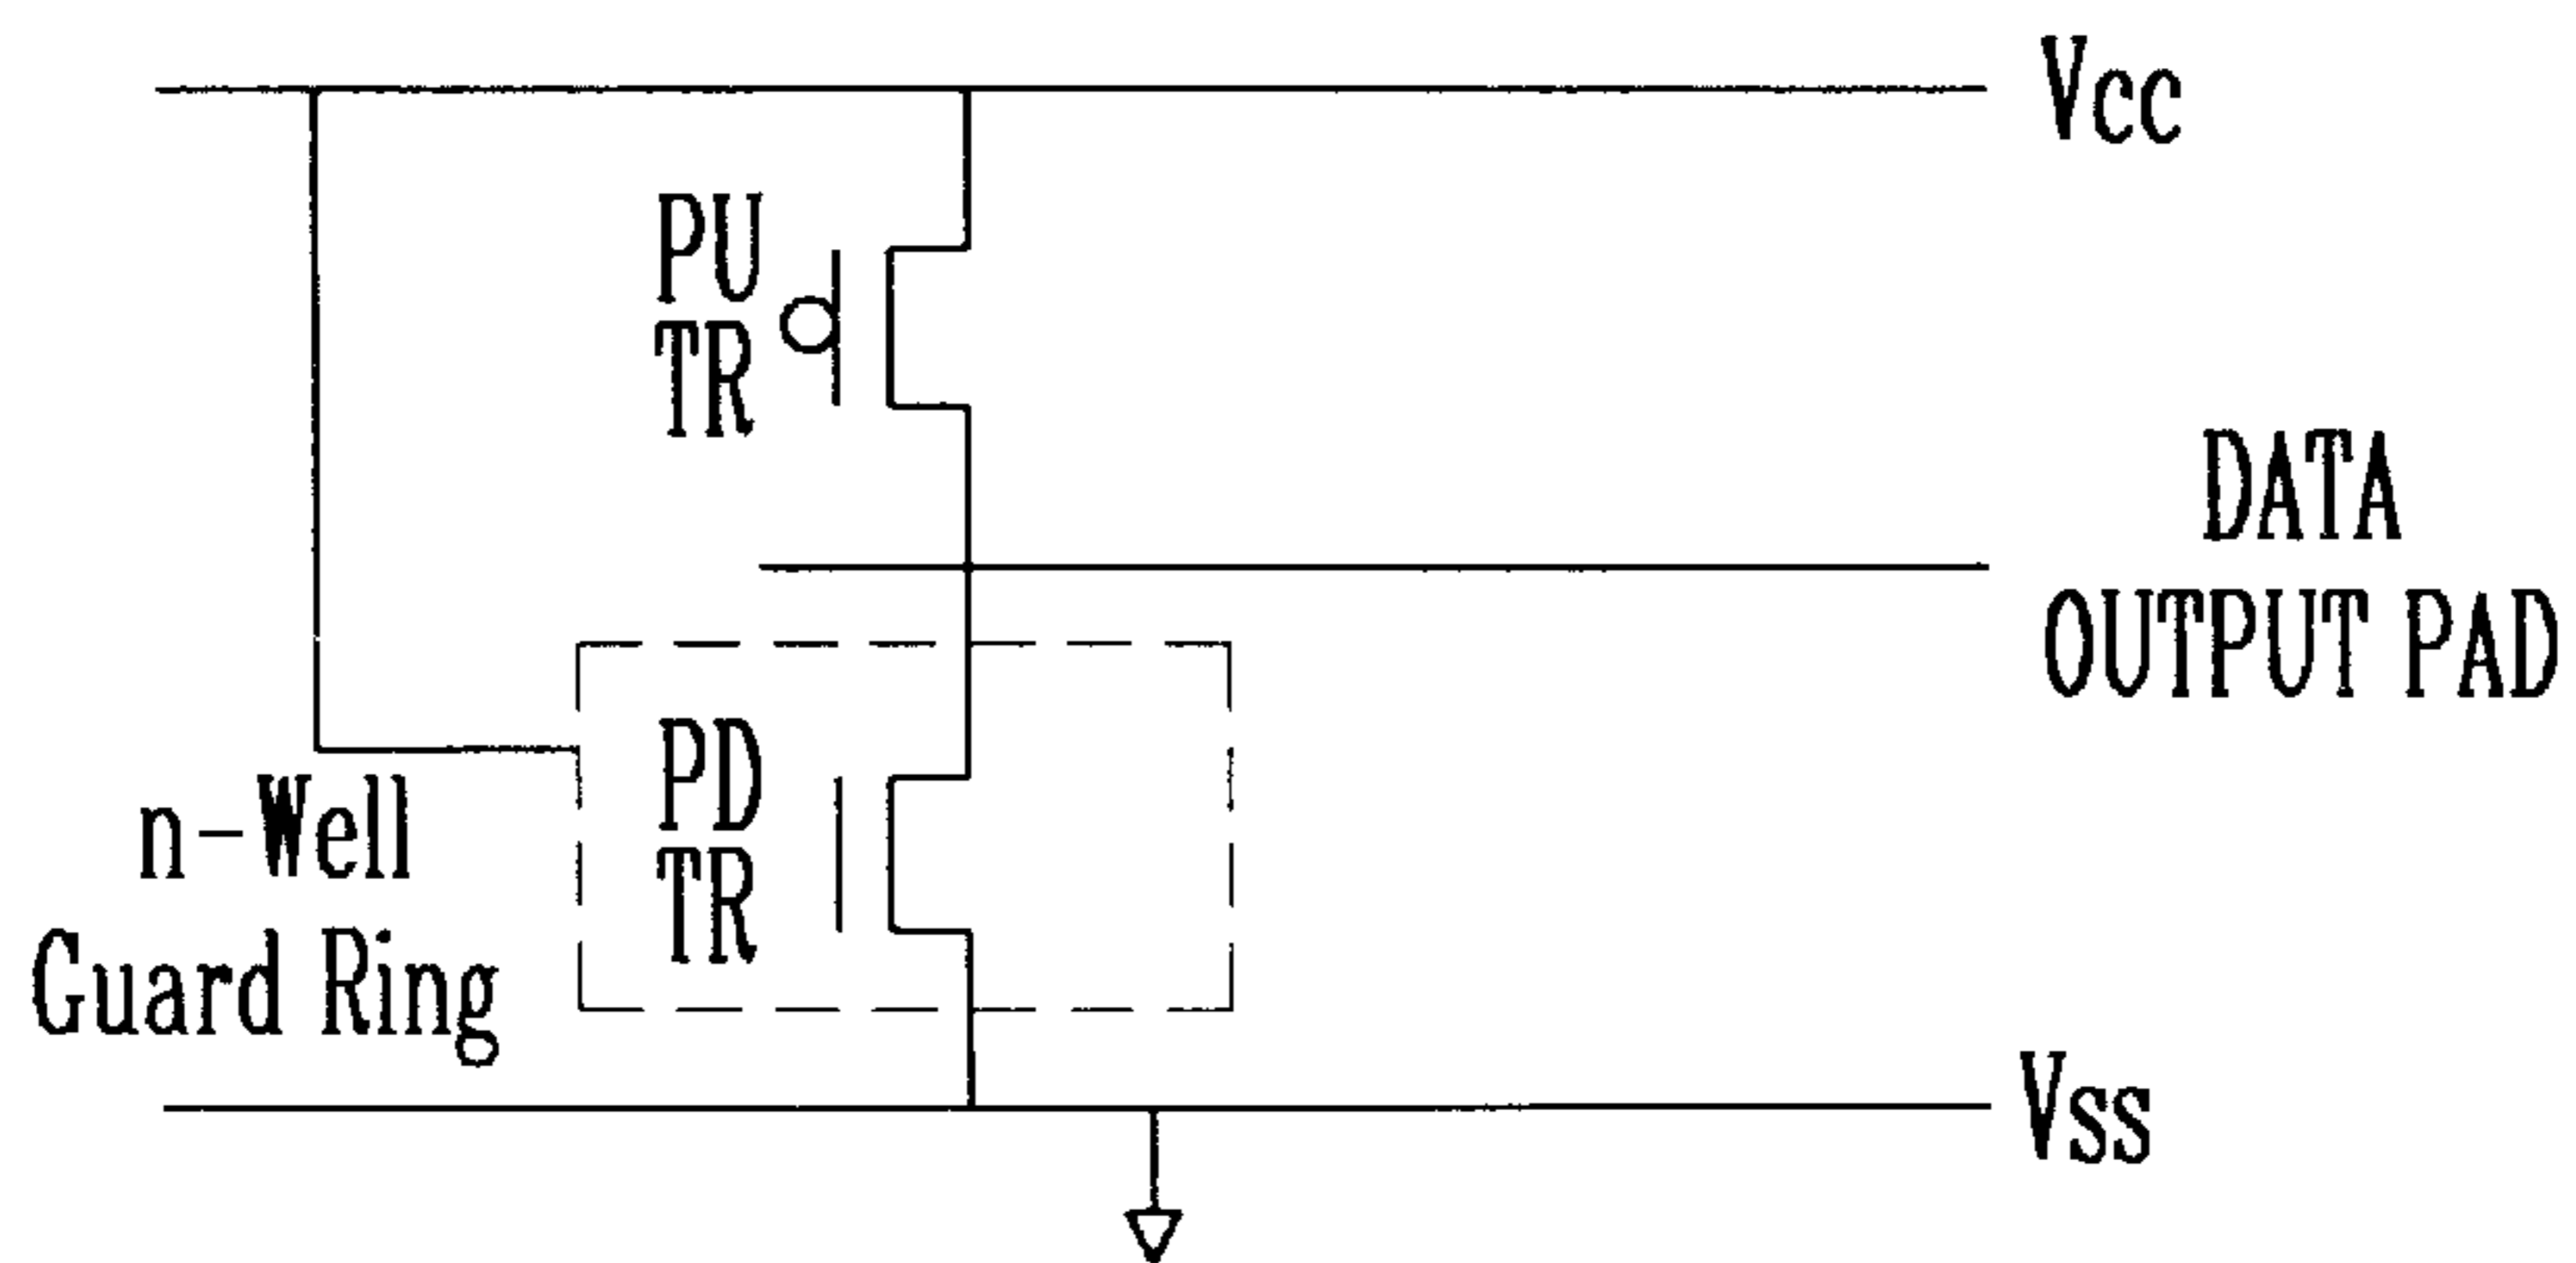 Vcc
PU
TR
DATA
OUTPUT PAD
PD
TR
n-Well
Guard Ring
Vss